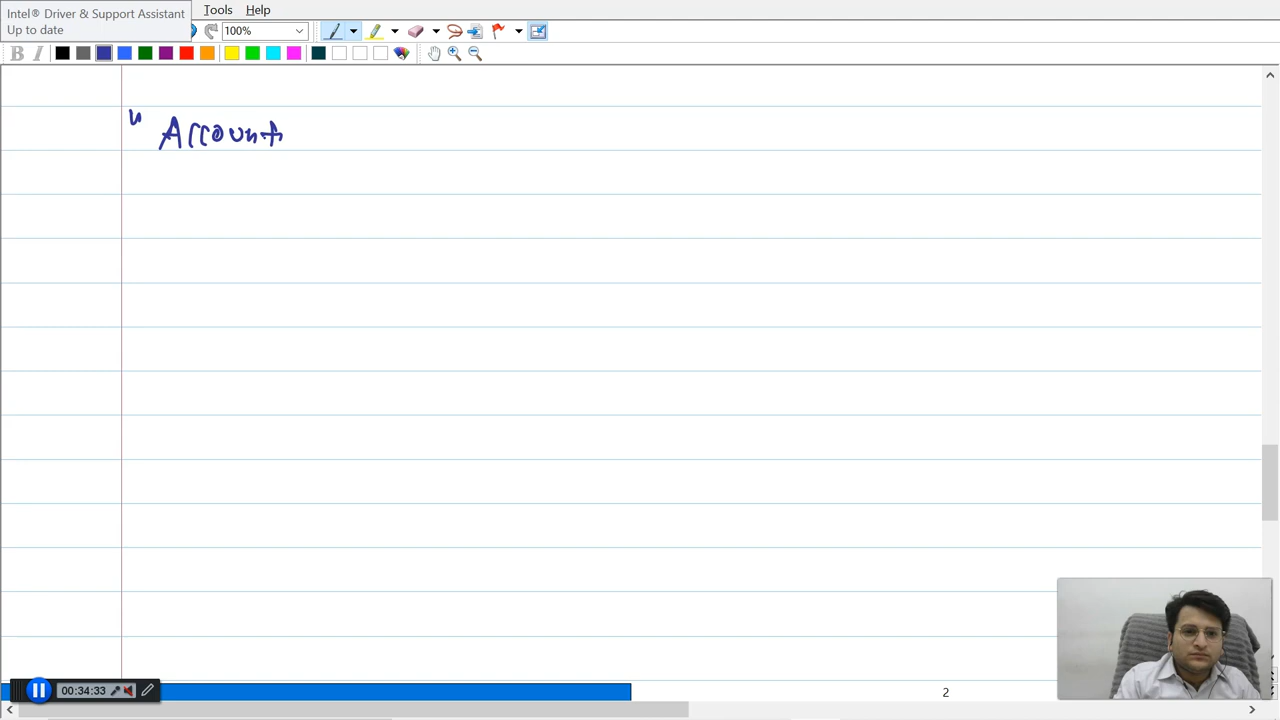 Intel® Driver & Support Assistant
Up to date
Tools Help
100%
B I
" Account
00:34:33
2